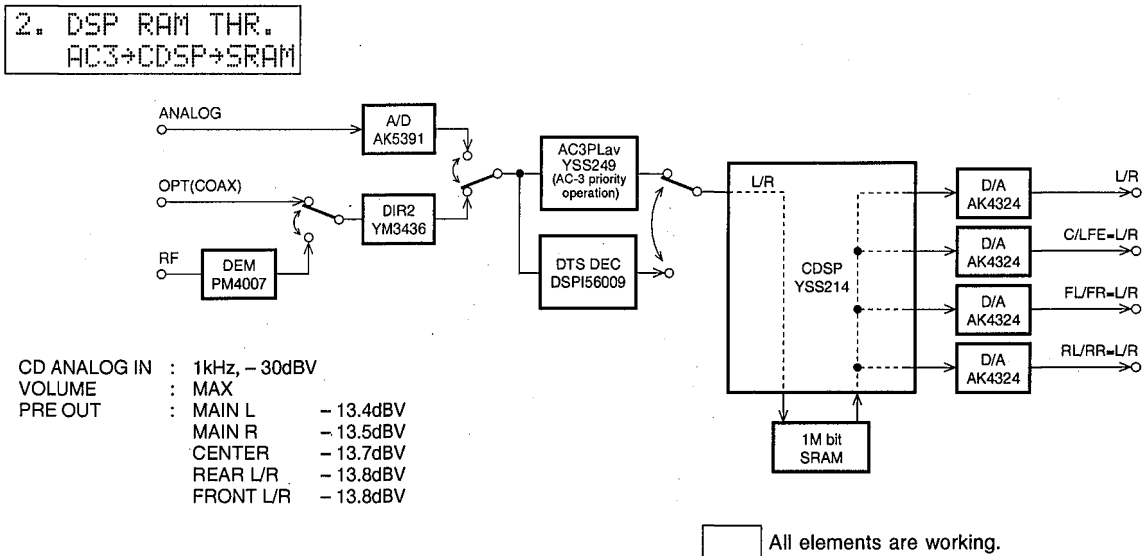 2. DSP RAM THR.
AC3→CDSP→SRAM
ANALOG
A/D
AK5391
OPT(COAX)
DIR2
YM3436
RF
DEM
PM4007
AC3PLav
YSS249
(AC-3 priority
operation)
DTS DEC
DSPI56009
L/R
CDSP
YSS214
1M bit
SRAM
D/A
AK4324
L/R
D/A
AK4324
C/LFE=L/R
D/A
AK4324
FL/FR=L/R
D/A
AK4324
RL/RR=L/R
CD ANALOG IN : 1kHz, – 30dBV
VOLUME : MAX
PRE OUT : MAIN L – 13.4dBV
MAIN R – 13.5dBV
CENTER – 13.7dBV
REAR L/R – 13.8dBV
FRONT L/R – 13.8dBV
All elements are working.